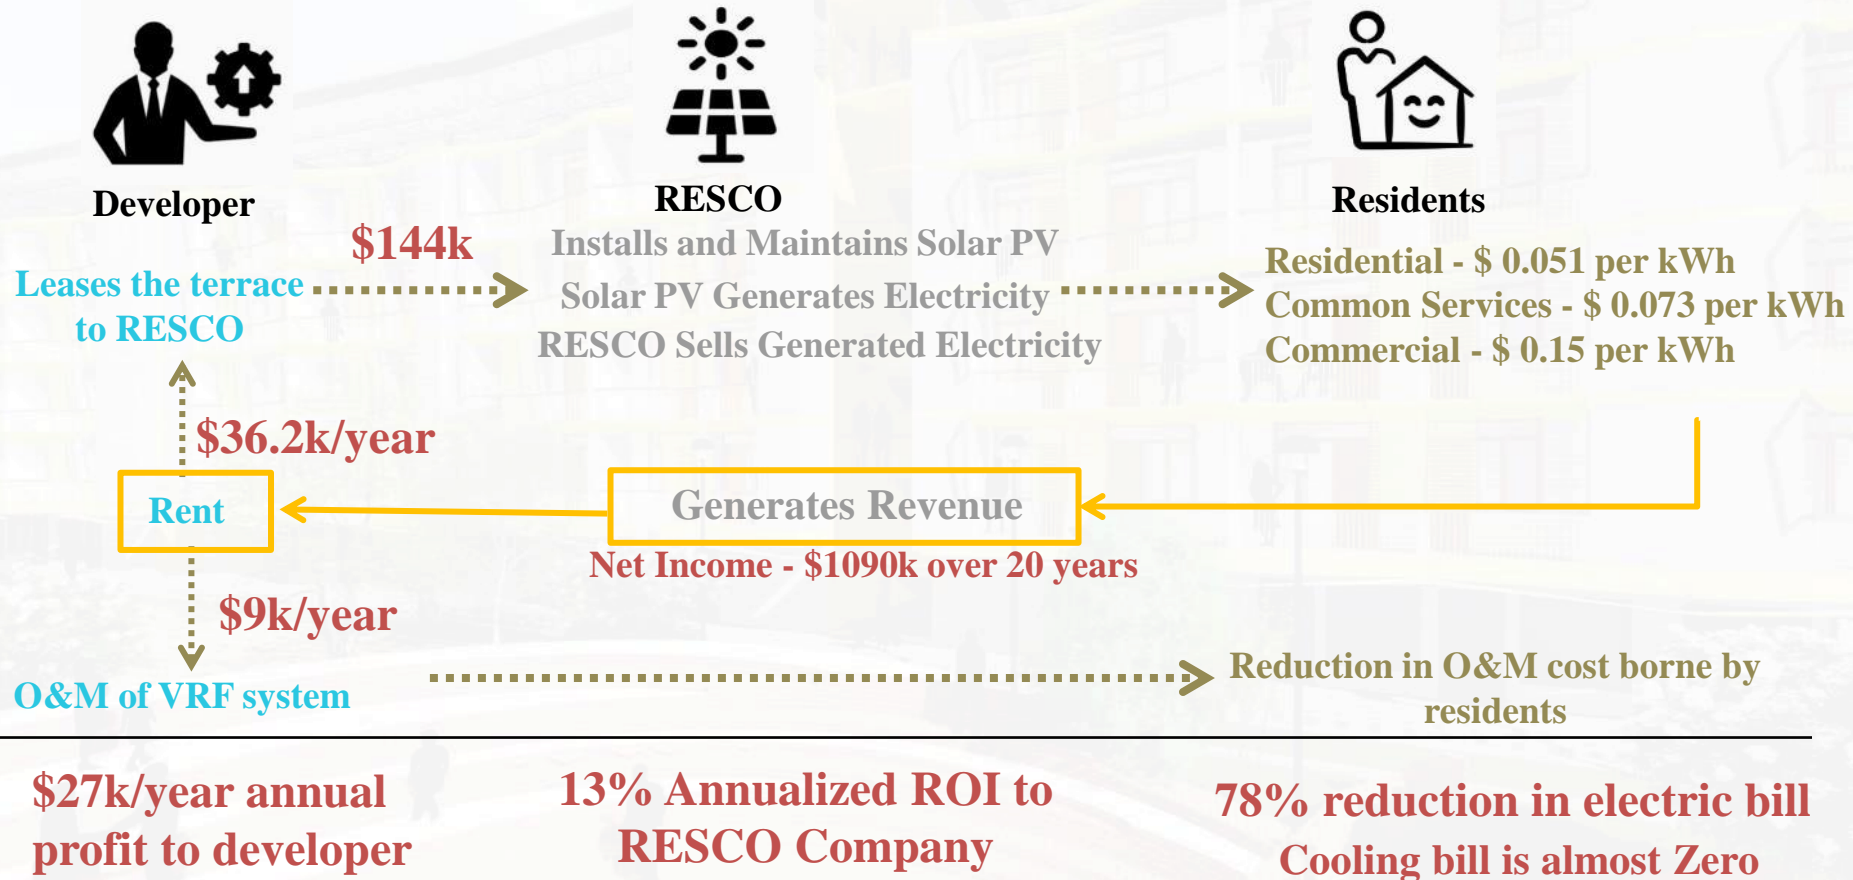 Developer
RESCO
Residents
$144k
Leases the terrace
to RESCO
Installs and Maintains Solar PV
Solar PV Generates Electricity
RESCO Sells Generated Electricity
Residential - $ 0.051 per kWh
Common Services - $ 0.073 per kWh
Commercial - $ 0.15 per kWh
$36.2k/year
Rent
Generates Revenue
Net Income - $1090k over 20 years
$9k/year
O&M of VRF system
Reduction in O&M cost borne by
residents
$27k/year annual
profit to developer
13% Annualized ROI to
RESCO Company
78% reduction in electric bill
Cooling bill is almost Zero